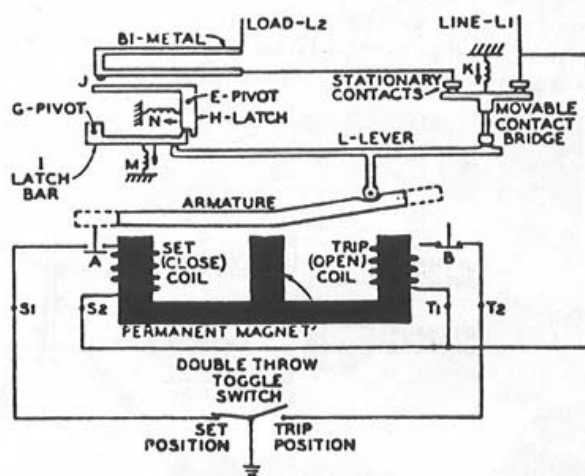 LOAD-L2
LINE-L1
BI-METAL
K
J
STATIONARY
CONTACTS
E-PIVOT
G-PIVOT
N
H-LATCH
MOVABLE
CONTACT
BRIDGE
L-LEVER
I
LATCH
BAR
M
ARMATURE
A
SET
(CLOSE)
COIL
TRIP
(OPEN)
COIL
B
S1
S2
T1
T2
PERMANENT MAGNET
DOUBLE THROW
TOGGLE
SWITCH
SET
POSITION
TRIP
POSITION